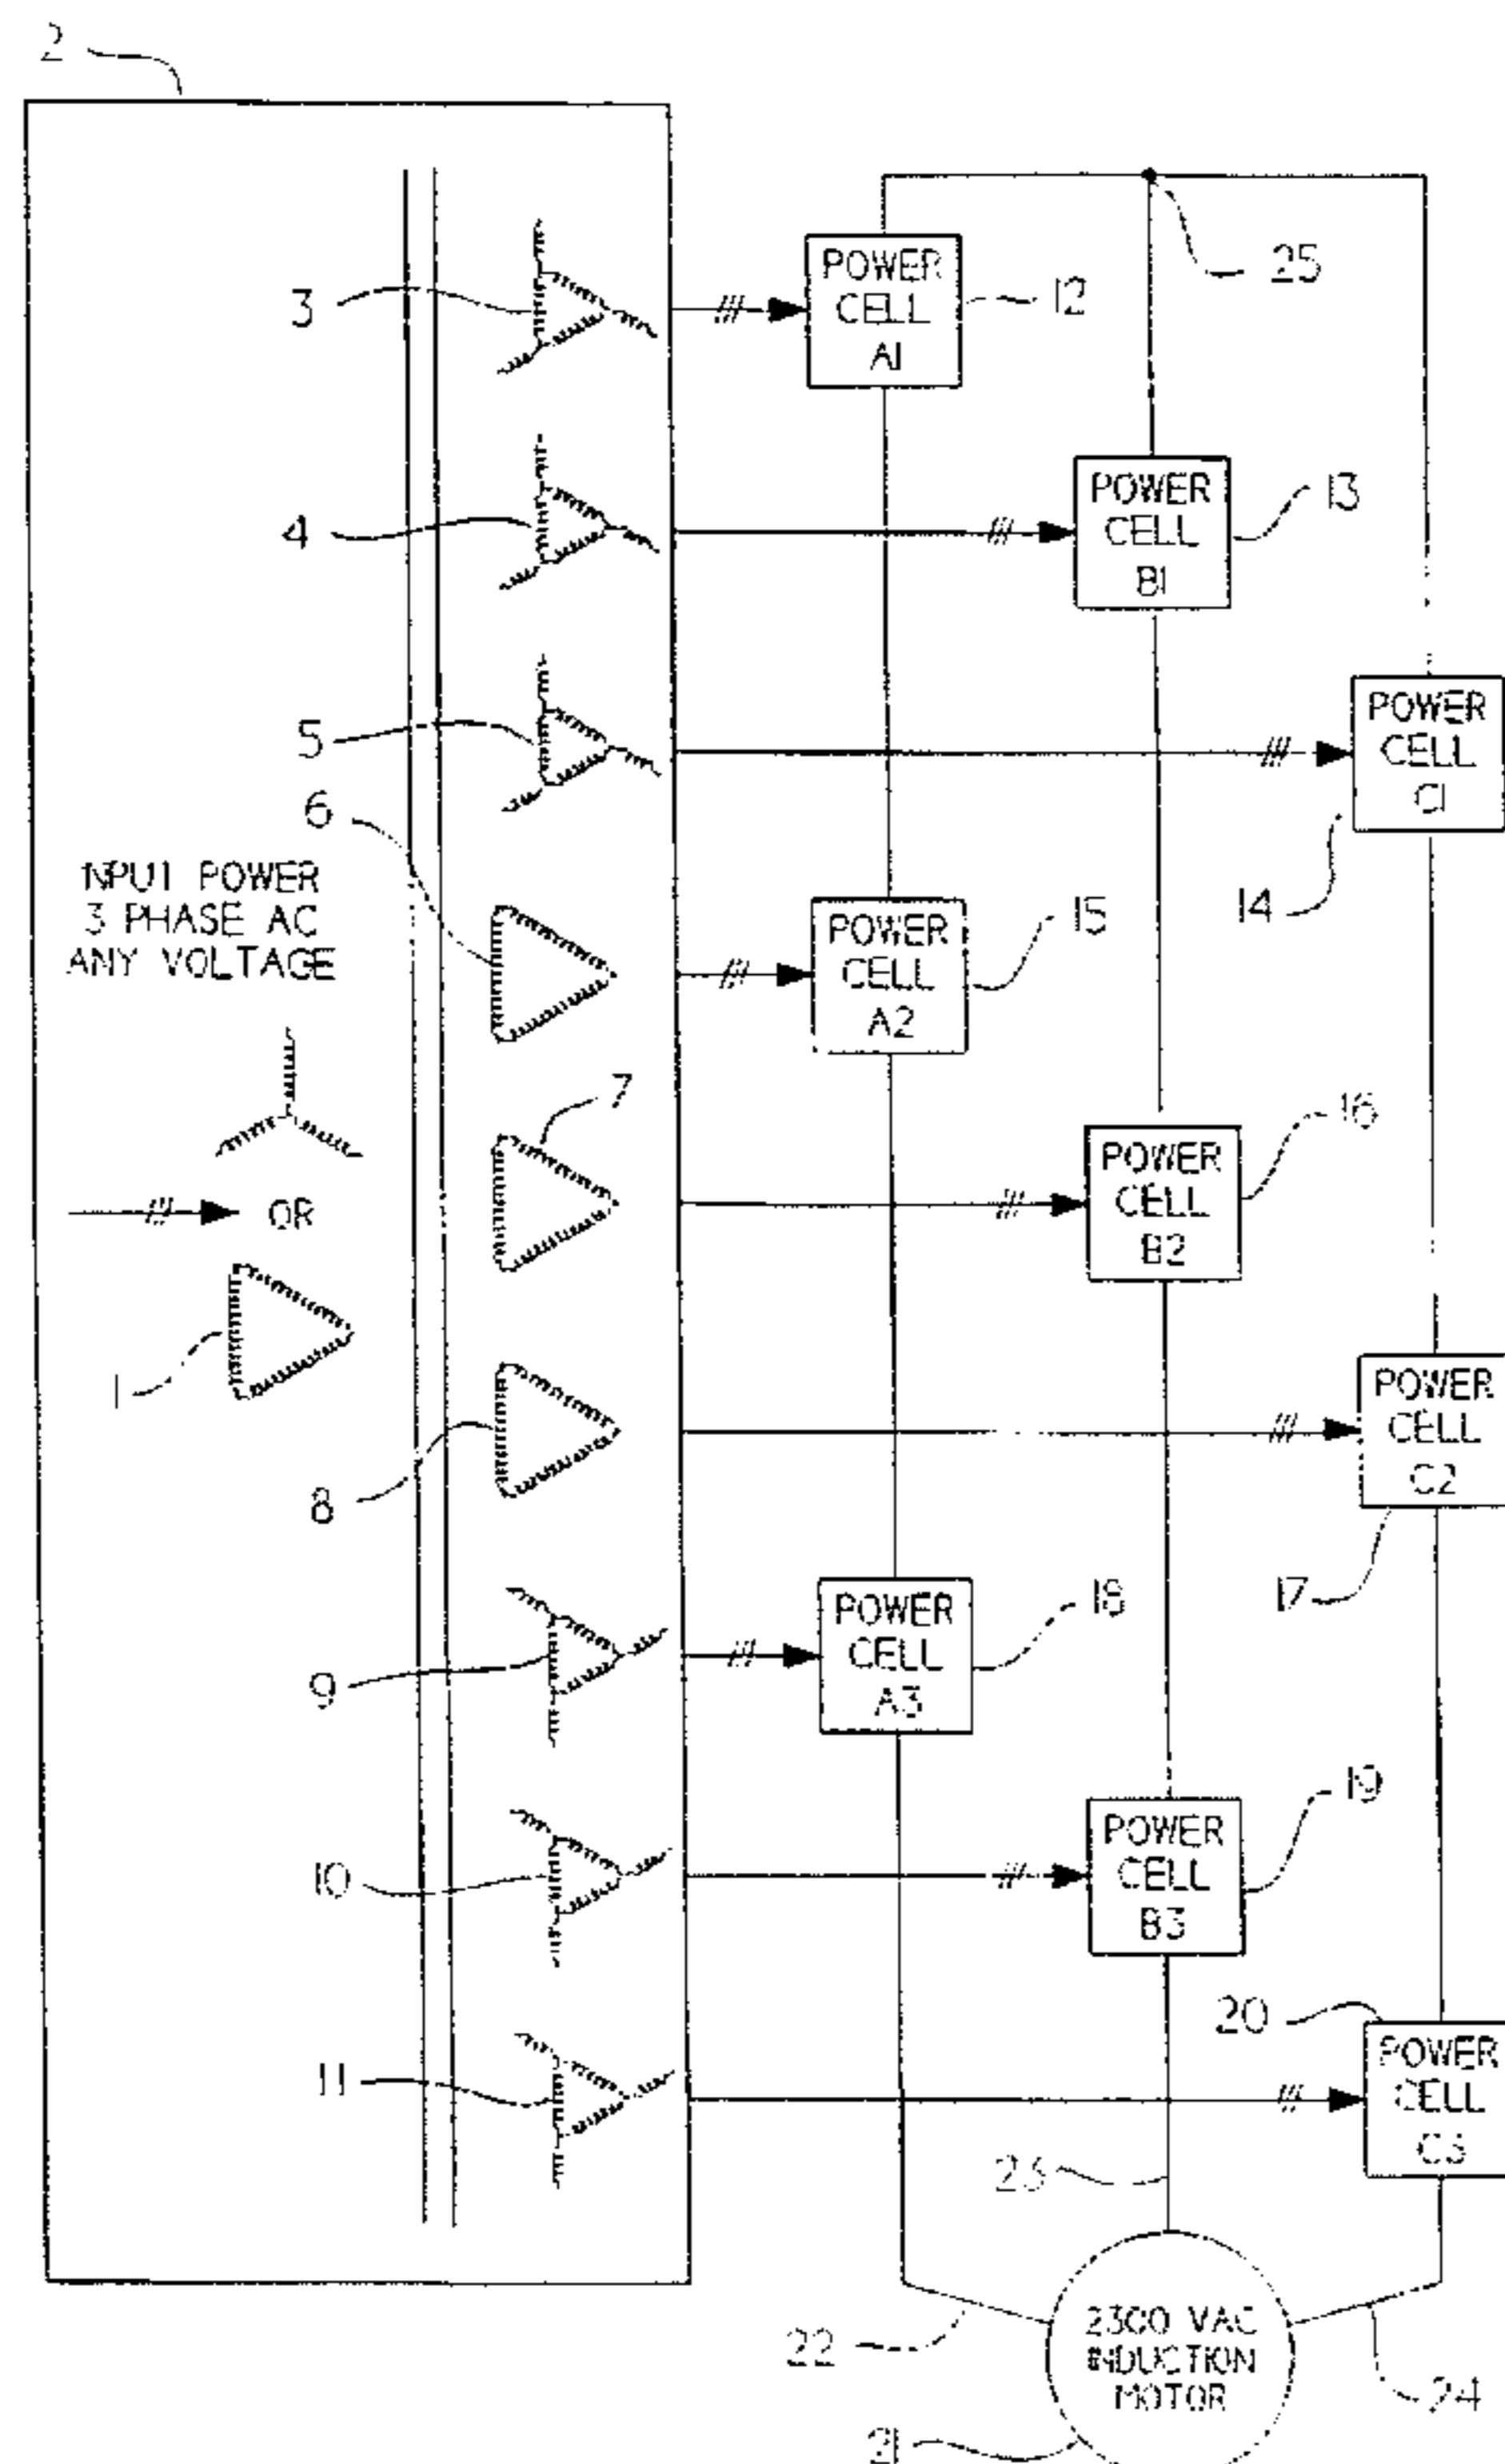 2
25
POWER
CELL
A1
12
3
POWER
CELL
B1
13
4
POWER
CELL
C1
14
5
6
INPUT POWER
3 PHASE AC
ANY VOLTAGE
POWER
CELL
A2
15
7
POWER
CELL
B2
16
OR
1
POWER
CELL
C2
17
8
POWER
CELL
A3
18
9
POWER
CELL
B3
19
10
20
POWER
CELL
C3
11
23
22
2300 VAC
INDUCTION
MOTOR
24
21